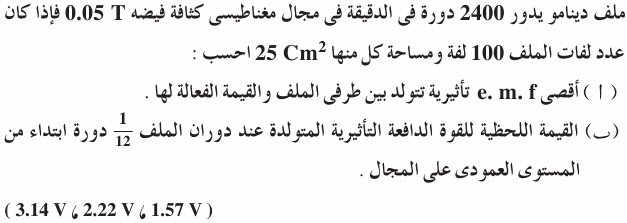 ملف دينامو يدور 2400 دورة فى الدقيقة فى مجال مغناطيسى كثافة فيضه 0.05 T فإذا كان
عدد لفات الملف 100 لفة ومساحة كل منها 25 Cm² احسب :
( ا ) أقصى e. m. f تأثيرية تتولد بين طرفى الملف والقيمة الفعالة لها .
(ب) القيمة اللحظية للقوة الدافعة التأثيرية المتولدة عند دوران الملف 1/12 دورة ابتداء من
المستوى العمودى على المجال .
( 3.14 V ، 2.22 V ، 1.57 V )